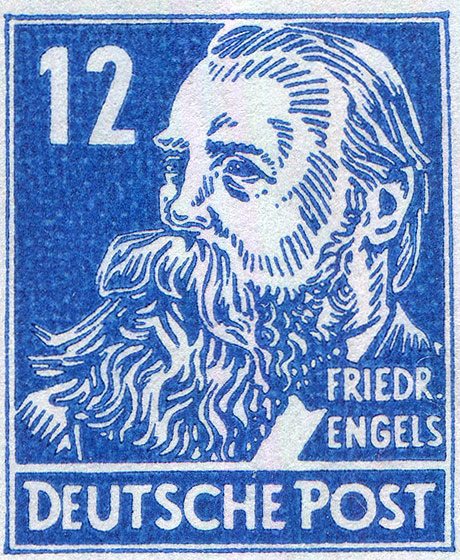 12
FRIEDR.
ENGELS
DEUTSCHE POST